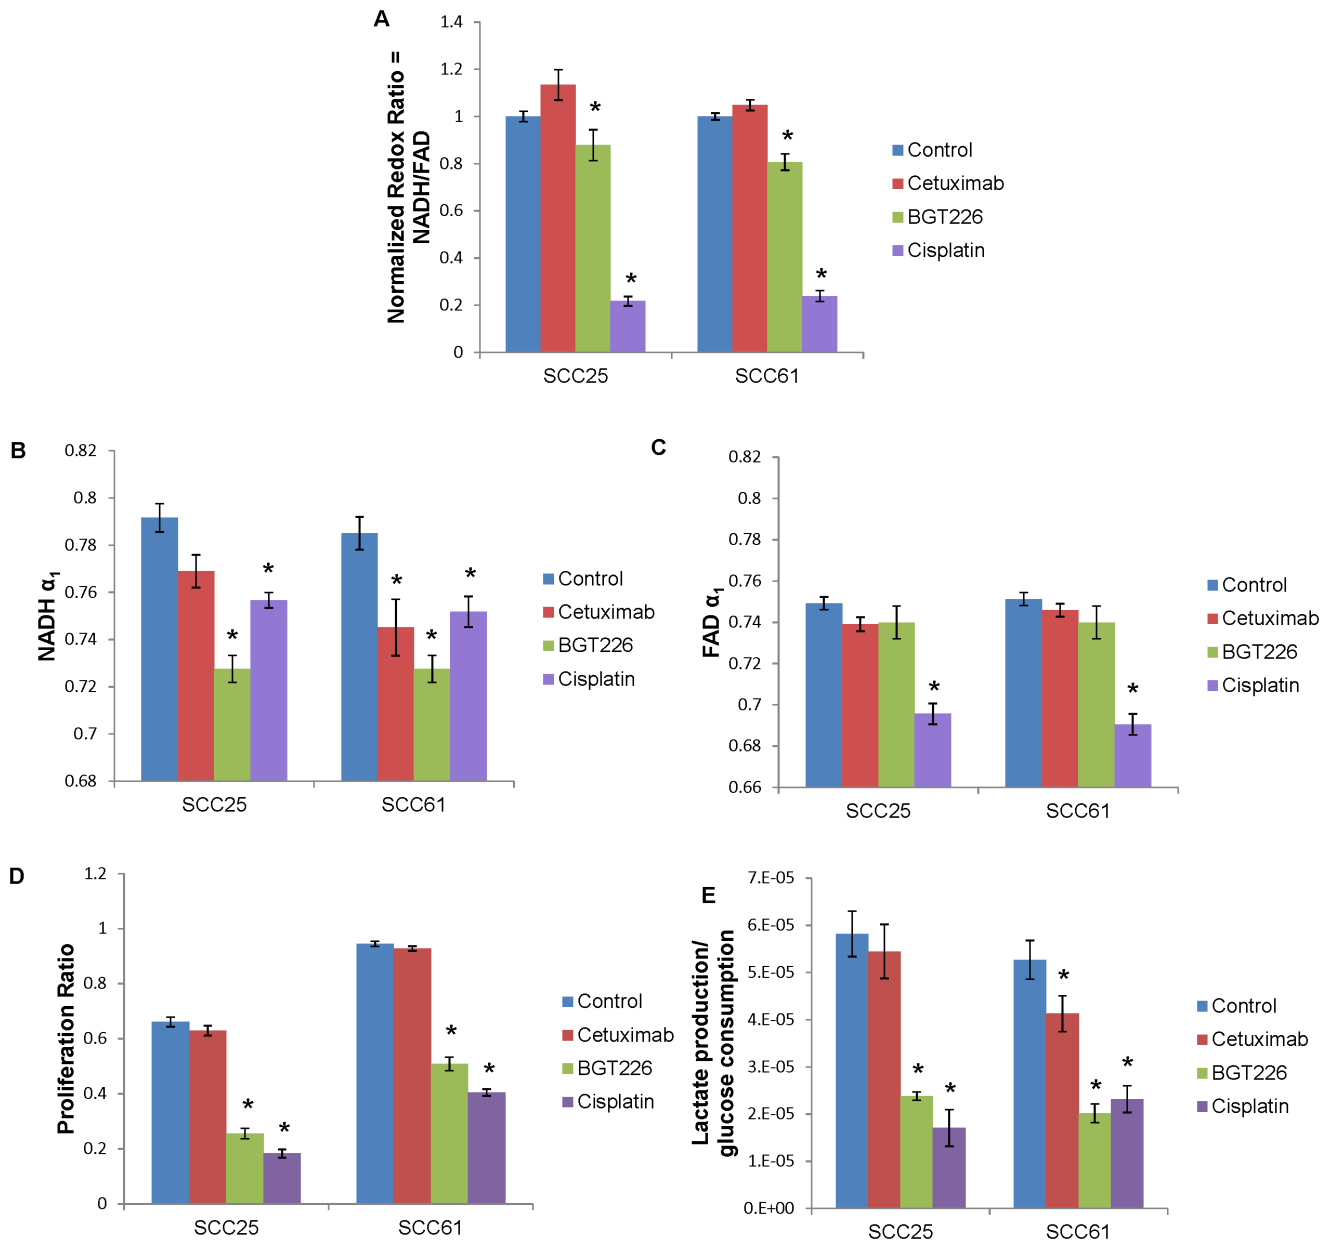 A
Normalized Redox Ratio =
NADH/FAD
1.4
1.2
1
0.8
0.6
0.4
0.2
0
* * * *
SCC25 SCC61
Control
Cetuximab
BGT226
Cisplatin
B
NADH α1
0.82
0.8
0.78
0.76
0.74
0.72
0.7
0.68
* * * * *
SCC25 SCC61
Control
Cetuximab
BGT226
Cisplatin
C
FAD α1
0.82
0.8
0.78
0.76
0.74
0.72
0.7
0.68
0.66
* *
SCC25 SCC61
Control
Cetuximab
BGT226
Cisplatin
D
Proliferation Ratio
1.2
1
0.8
0.6
0.4
0.2
0
* * * *
SCC25 SCC61
Control
Cetuximab
BGT226
Cisplatin
E
Lactate production/
glucose consumption
7.E-05
6.E-05
5.E-05
4.E-05
3.E-05
2.E-05
1.E-05
0.E+00
* * * * *
SCC25 SCC61
Control
Cetuximab
BGT226
Cisplatin